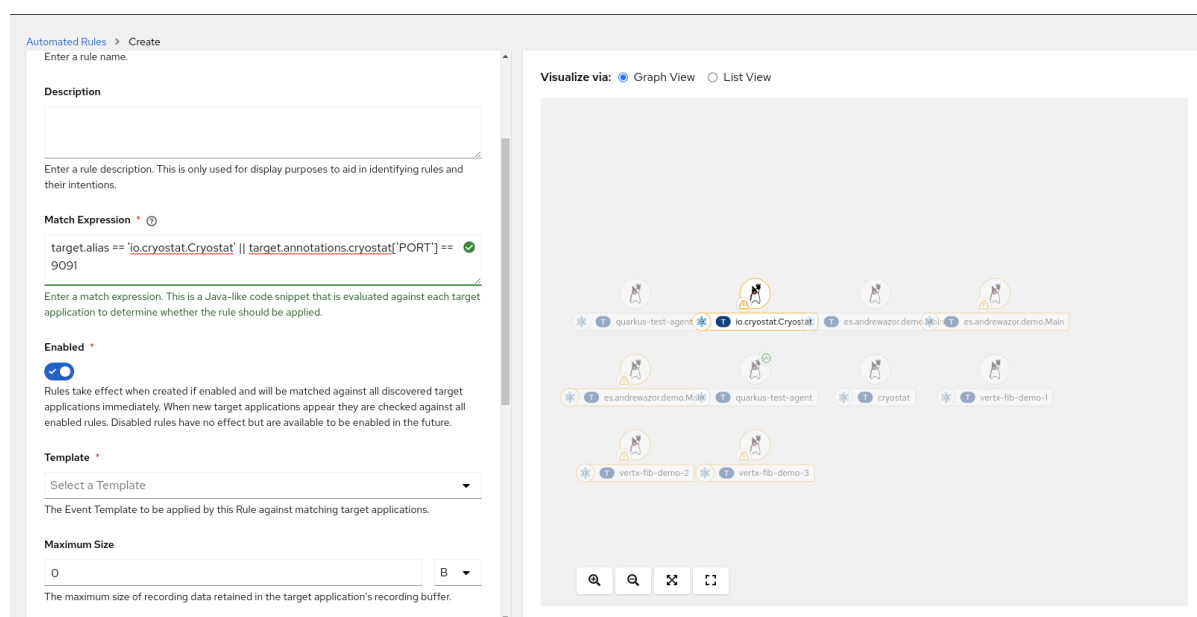 Automated Rules > Create
Enter a rule name.
Description
Enter a rule description. This is only used for display purposes to aid in identifying rules and
their intentions.
Match Expression *
target.alias == 'io.cryostat.Cryostat' || target.annotations.cryostat['PORT'] ==
9091
Enter a match expression. This is a Java-like code snippet that is evaluated against each target
application to determine whether the rule should be applied.
Enabled *
Rules take effect when created if enabled and will be matched against all discovered target
applications immediately. When new target applications appear they are checked against all
enabled rules. Disabled rules have no effect but are available to be enabled in the future.
Template *
Select a Template
The Event Template to be applied by this Rule against matching target applications.
Maximum Size
0 B
The maximum size of recording data retained in the target application's recording buffer.
Visualize via: Graph View List View
T quarkus-test-agent T io.cryostat.Cryostat T es.andrewazor.demo.Main T es.andrewazor.demo.Main
T es.andrewazor.demo.Main T quarkus-test-agent T cryostat T vertx-fib-demo-1
T vertx-fib-demo-2 T vertx-fib-demo-3